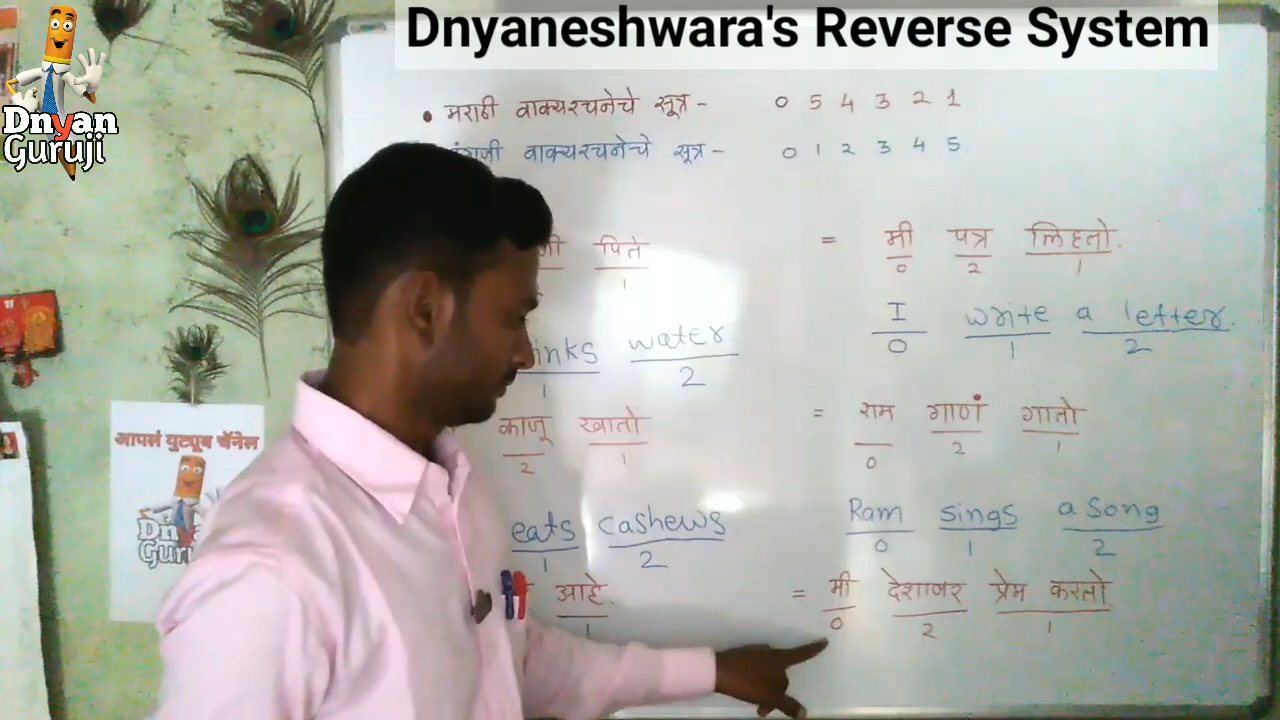 Dnyaneshwara's Reverse System
Dnyan
Guruji
• मराठी वाक्यरचनेचे सूत्र - 0 5 4 3 2 1
वाक्यरचनेचे सूत्र - 0 1 2 3 4 5
पिते = मी पत्र लिहतो.
1 0 2 1
water I write a letter.
1 2 0 1 2
काजू खातो = राम गाणं गातो
2 1 0 2 1
eats cashews Ram sings a song
1 2 0 1 2
आहे. = मी देशावर प्रेम करतो
1 0 2 1
आपलं युट्यूब चॅनेल